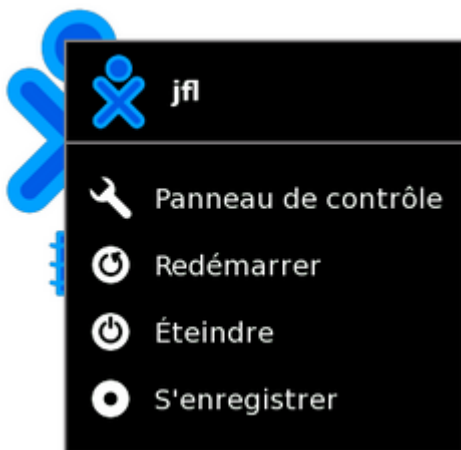 jfl
Panneau de contrôle
Redémarrer
Éteindre
S'enregistrer